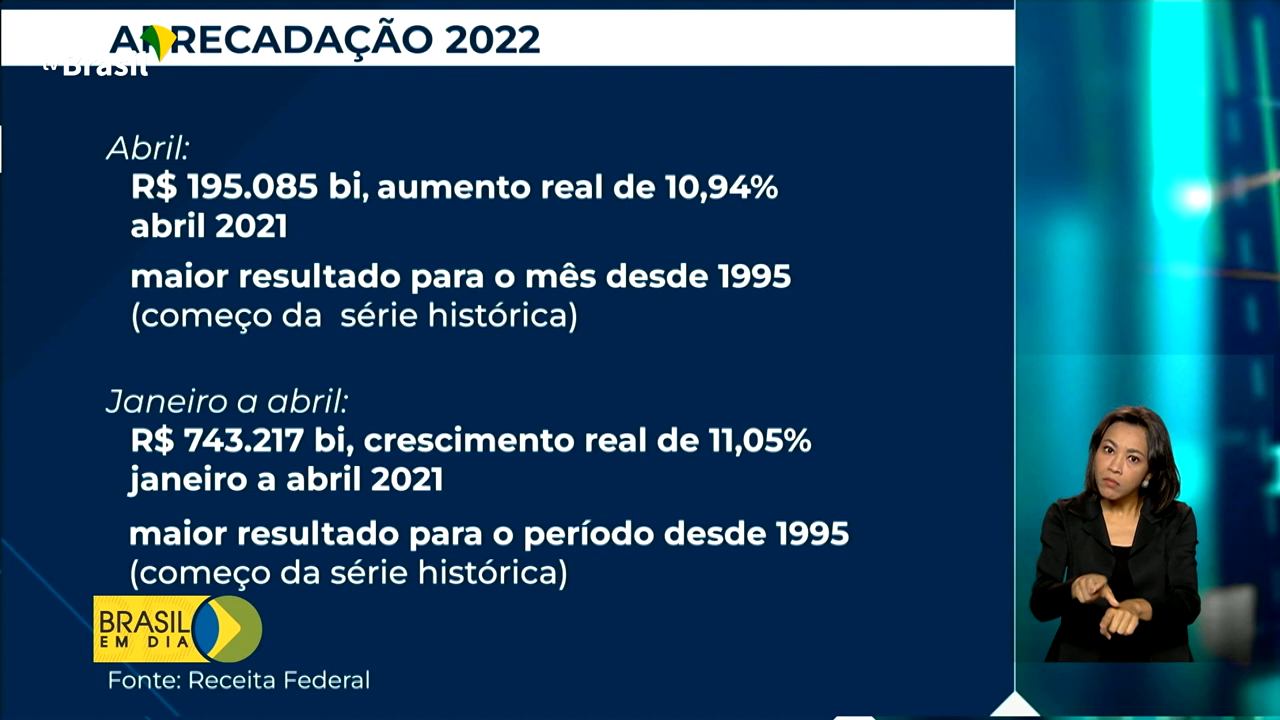 ARRECADAÇÃO 2022
tv Brasil
Abril:
R$ 195.085 bi, aumento real de 10,94%
abril 2021
maior resultado para o mês desde 1995
(começo da série histórica)
Janeiro a abril:
R$ 743.217 bi, crescimento real de 11,05%
janeiro a abril 2021
maior resultado para o período desde 1995
(começo da série histórica)
BRASIL
EM DIA
Fonte: Receita Federal